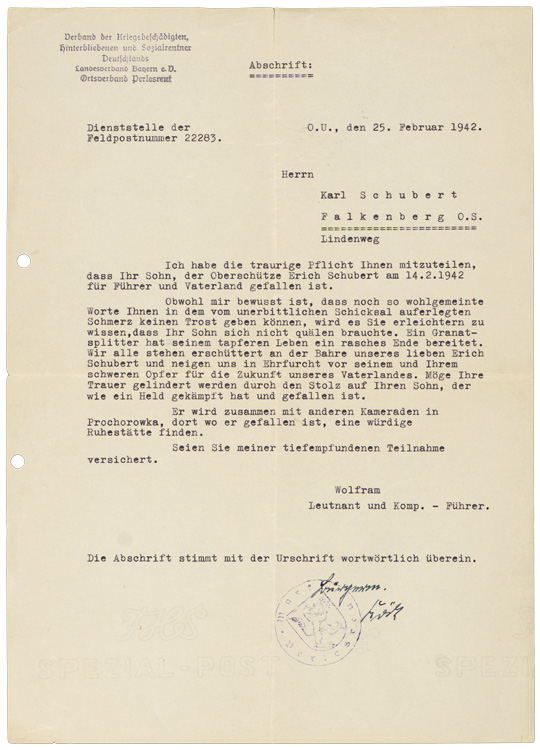 Verband der Kriegsbeschädigten,
Hinterbliebenen und Sozialrentner
Deutschlands
Landesverband Bayern e.V.
Ortsverband Perlesreut
Abschrift:
Dienststelle der
Feldpostnummer 22283.
O.U., den 25. Februar 1942.
Herrn
Karl Schubert
Falkenberg O.S.
Lindenweg
Ich habe die traurige Pflicht Ihnen mitzuteilen,
dass Ihr Sohn, der Oberschütze Erich Schubert am 14.2.1942
für Führer und Vaterland gefallen ist.
Obwohl mir bewusst ist, dass noch so wohlgemeinte
Worte Ihnen in dem vom unerbittlichen Schicksal auferlegten
Schmerz keinen Trost geben können, wird es Sie erleichtern zu
wissen,dass Ihr Sohn sich nicht quälen brauchte. Ein Granat-
splitter hat seinem tapferen Leben ein rasches Ende bereitet.
Wir alle stehen erschüttert an der Bahre unseres lieben Erich
Schubert und neigen uns in Ehrfurcht vor seinem und Ihrem
schweren Opfer für die Zukunft unseres Vaterlandes. Möge Ihre
Trauer gelindert werden durch den Stolz auf Ihren Sohn, der
wie ein Held gekämpft hat und gefallen ist.
Er wird zusammen mit anderen Kameraden in
Prochorowka, dort wo er gefallen ist, eine würdige
Ruhestätte finden.
Seien Sie meiner tiefempfundenen Teilnahme
versichert.
Wolfram
Leutnant und Komp. - Führer.
Die Abschrift stimmt mit der Urschrift wortwörtlich überein.
Bürgerm.
SPEZIAL-POST